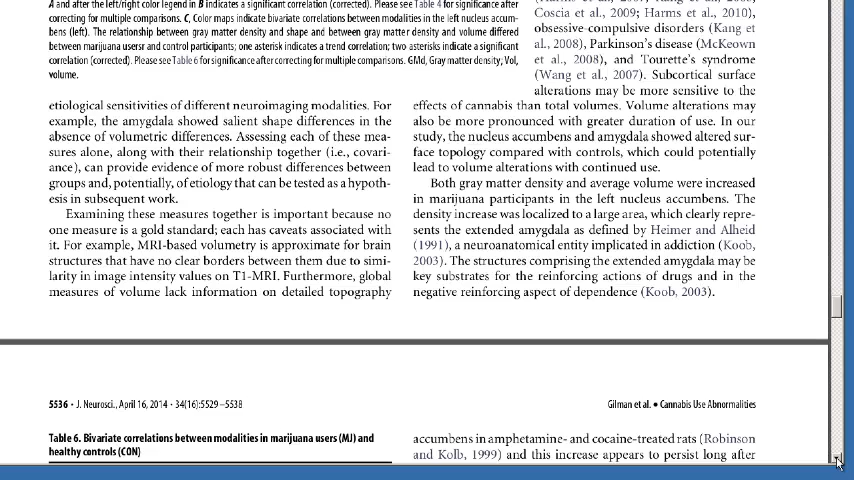 A and after the left/right color legend in B indicates a significant correlation (corrected). Please see Table 4 for significance after
correcting for multiple comparisons. C, Color maps indicate bivariate correlations between modalities in the left nucleus accum-
bens (left). The relationship between gray matter density and shape and between gray matter density and volume differed
between marijuana usersr and control participants; one asterisk indicates a trend correlation; two asterisks indicate a significant
correlation (corrected). Please see Table 6 for significance after correcting for multiple comparisons. GMd, Gray matter density; Vol,
volume.
etiological sensitivities of different neuroimaging modalities. For
example, the amygdala showed salient shape differences in the
absence of volumetric differences. Assessing each of these mea-
sures alone, along with their relationship together (i.e., covari-
ance), can provide evidence of more robust differences between
groups and, potentially, of etiology that can be tested as a hypoth-
esis in subsequent work.
Examining these measures together is important because no
one measure is a gold standard; each has caveats associated with
it. For example, MRI-based volumetry is approximate for brain
structures that have no clear borders between them due to simi-
larity in image intensity values on T1-MRI. Furthermore, global
measures of volume lack information on detailed topography
Coscia et al., 2009; Harms et al., 2010),
obsessive-compulsive disorders (Kang et
al., 2008), Parkinson's disease (McKeown
et al., 2008), and Tourette's syndrome
(Wang et al., 2007). Subcortical surface
alterations may be more sensitive to the
effects of cannabis than total volumes. Volume alterations may
also be more pronounced with greater duration of use. In our
study, the nucleus accumbens and amygdala showed altered sur-
face topology compared with controls, which could potentially
lead to volume alterations with continued use.
Both gray matter density and average volume were increased
in marijuana participants in the left nucleus accumbens. The
density increase was localized to a large area, which clearly repre-
sents the extended amygdala as defined by Heimer and Alheid
(1991), a neuroanatomical entity implicated in addiction (Koob,
2003). The structures comprising the extended amygdala may be
key substrates for the reinforcing actions of drugs and in the
negative reinforcing aspect of dependence (Koob, 2003).
5536 • J. Neurosci., April 16, 2014 • 34(16):5529–5538
Gilman et al. • Cannabis Use Abnormalities
Table 6. Bivariate correlations between modalities in marijuana users (MJ) and
healthy controls (CON)
accumbens in amphetamine- and cocaine-treated rats (Robinson
and Kolb, 1999) and this increase appears to persist long after